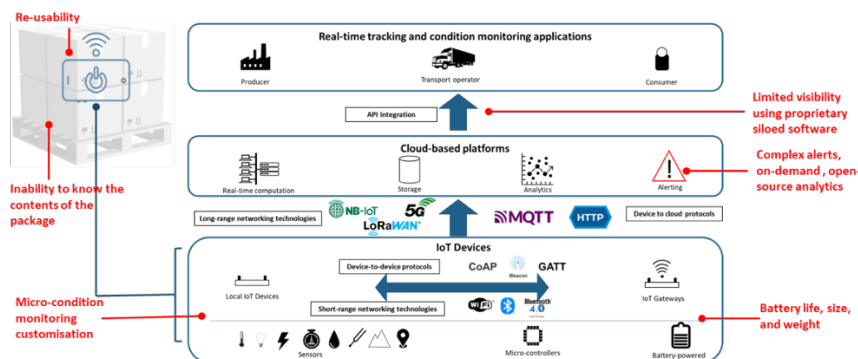 Re-usability
Real-time tracking and condition monitoring applications
Producer
Transport operator
Consumer
API Integration
Limited visibility
using proprietary
siloed software
Cloud-based platforms
Real-time computation
Storage
Analytics
Alerting
Complex alerts,
on-demand , open-
source analytics
Inability to know the
contents of the
package
Long-range networking technologies
NB-IoT
5G
LoRaWAN
MQTT
HTTP
Device to cloud protocols
IoT Devices
Device-to-device protocols
CoAP
iBeacon
GATT
Local IoT Devices
IoT Gateways
Short-range networking technologies
Wi Fi
Bluetooth
4.0
Micro-condition
monitoring
customisation
Battery life, size,
and weight
Sensors
Micro-controllers
Battery-powered